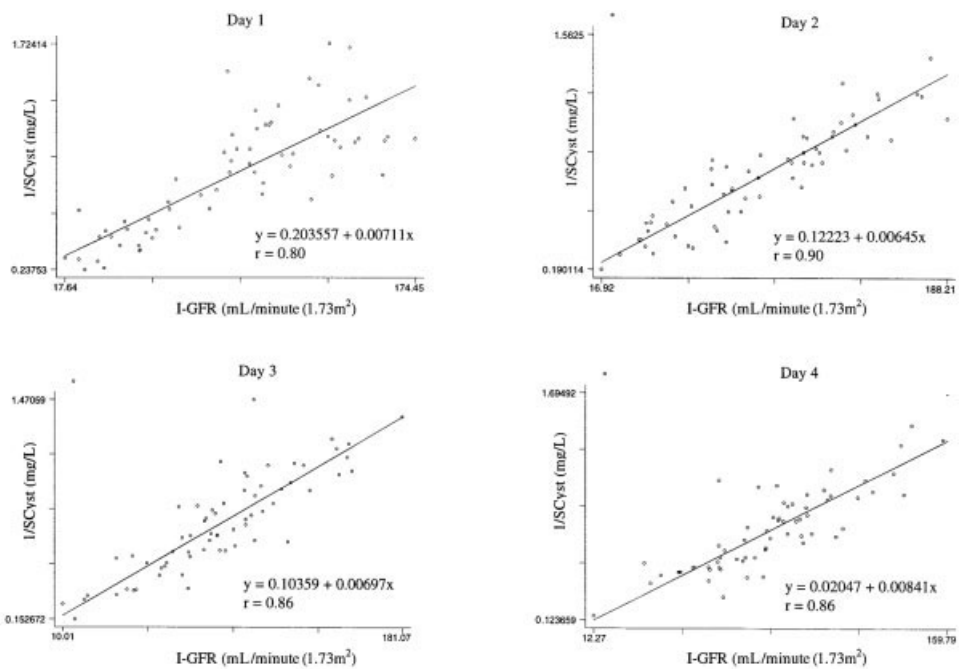 Day 1
1.72414
1/SCyst (mg/L)
y = 0.203557 + 0.00711x
r = 0.80
0.23753
17.64
174.45
I-GFR (mL/minute (1.73m²)
Day 2
1.5625
1/SCyst (mg/L)
y = 0.12223 + 0.00645x
r = 0.90
0.190114
16.92
188.21
I-GFR (mL/minute (1.73m²)
Day 3
1.47059
1/SCyst (mg/L)
y = 0.10359 + 0.00697x
r = 0.86
0.152672
10.01
181.07
I-GFR (mL/minute (1.73m²)
Day 4
1.69492
1/SCyst (mg/L)
y = 0.02047 + 0.00841x
r = 0.86
0.123659
12.27
159.79
I-GFR (mL/minute (1.73m²)